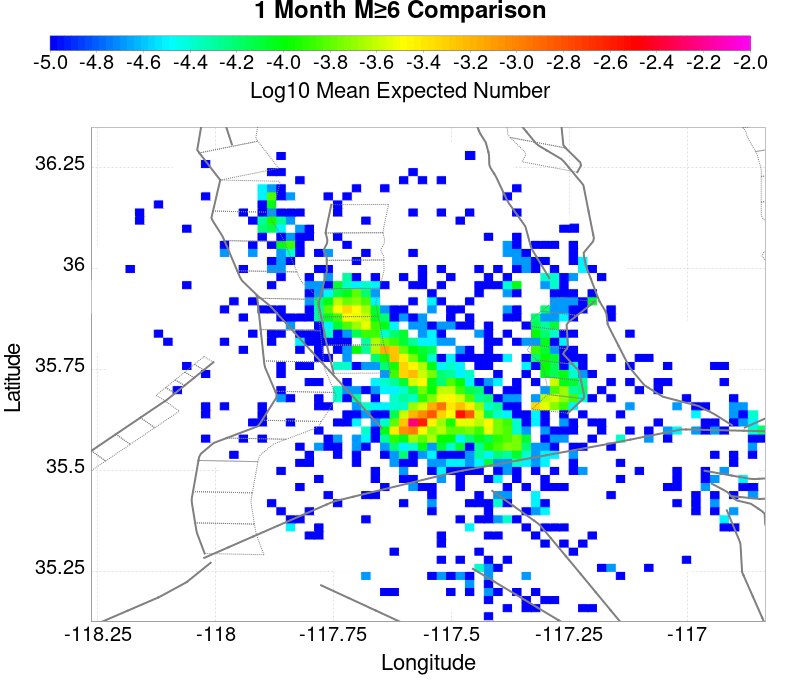 1 Month M≥6 Comparison
-5.0 -4.8 -4.6 -4.4 -4.2 -4.0 -3.8 -3.6 -3.4 -3.2 -3.0 -2.8 -2.6 -2.4 -2.2 -2.0
Log10 Mean Expected Number
36.25
36
35.75
35.5
35.25
Latitude
-118.25 -118 -117.75 -117.5 -117.25 -117
Longitude